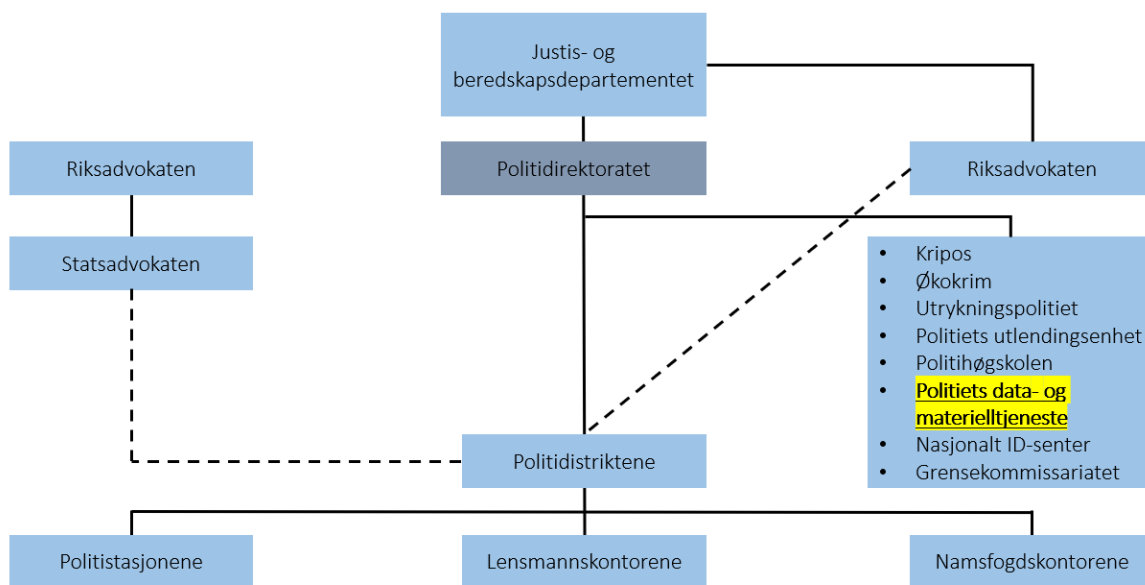 Justis- og
beredskapsdepartementet
Riksadvokaten
Politidirektoratet
Riksadvokaten
Statsadvokaten
• Kripos
• Økokrim
• Utrykningspolitiet
• Politiets utlendingsenhet
• Politihøgskolen
• Politiets data- og
materielltjeneste
• Nasjonalt ID-senter
• Grensekommissariatet
Politidistriktene
Politistasjonene
Lensmannskontorene
Namsfogdskontorene